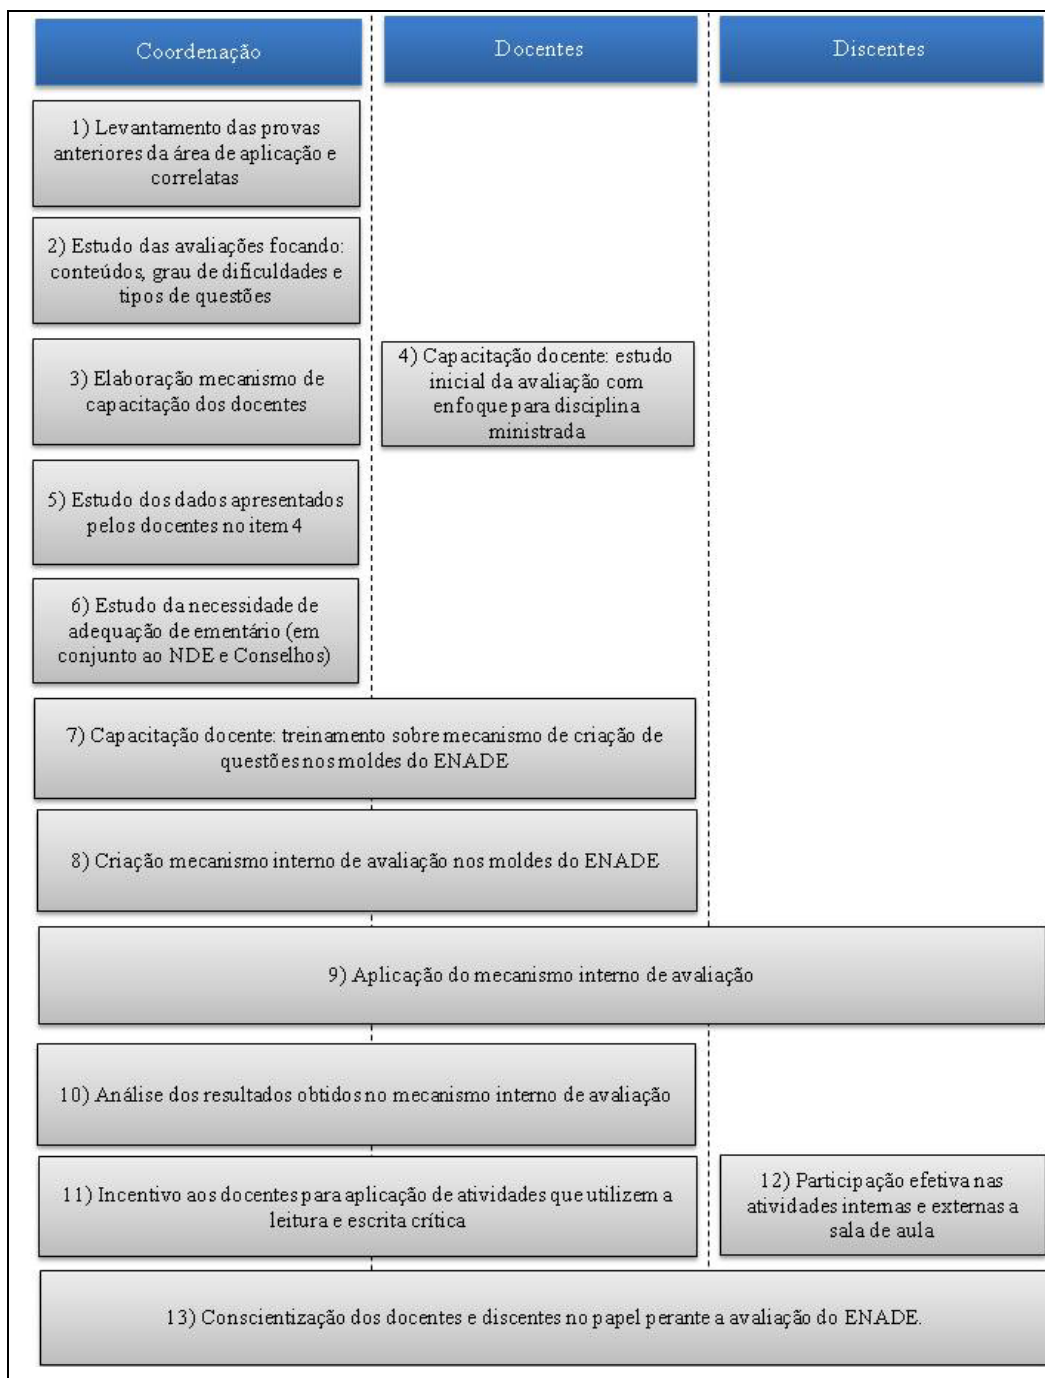 Coordenação
Docentes
Discentes
1) Levantamento das provas
anteriores da área de aplicação e
correlatas
2) Estudo das avaliações focando:
conteúdos, grau de dificuldades e
tipos de questões
3) Elaboração mecanismo de
capacitação dos docentes
4) Capacitação docente: estudo
inicial da avaliação com
enfoque para disciplina
ministrada
5) Estudo dos dados apresentados
pelos docentes no item 4
6) Estudo da necessidade de
adequação de ementário (em
conjunto ao NDE e Conselhos)
7) Capacitação docente: treinamento sobre mecanismo de criação de
questões nos moldes do ENADE
8) Criação mecanismo interno de avaliação nos moldes do ENADE
9) Aplicação do mecanismo interno de avaliação
10) Análise dos resultados obtidos no mecanismo interno de avaliação
11) Incentivo aos docentes para aplicação de atividades que utilizem a
leitura e escrita crítica
12) Participação efetiva nas
atividades internas e externas a
sala de aula
13) Conscientização dos docentes e discentes no papel perante a avaliação do ENADE.